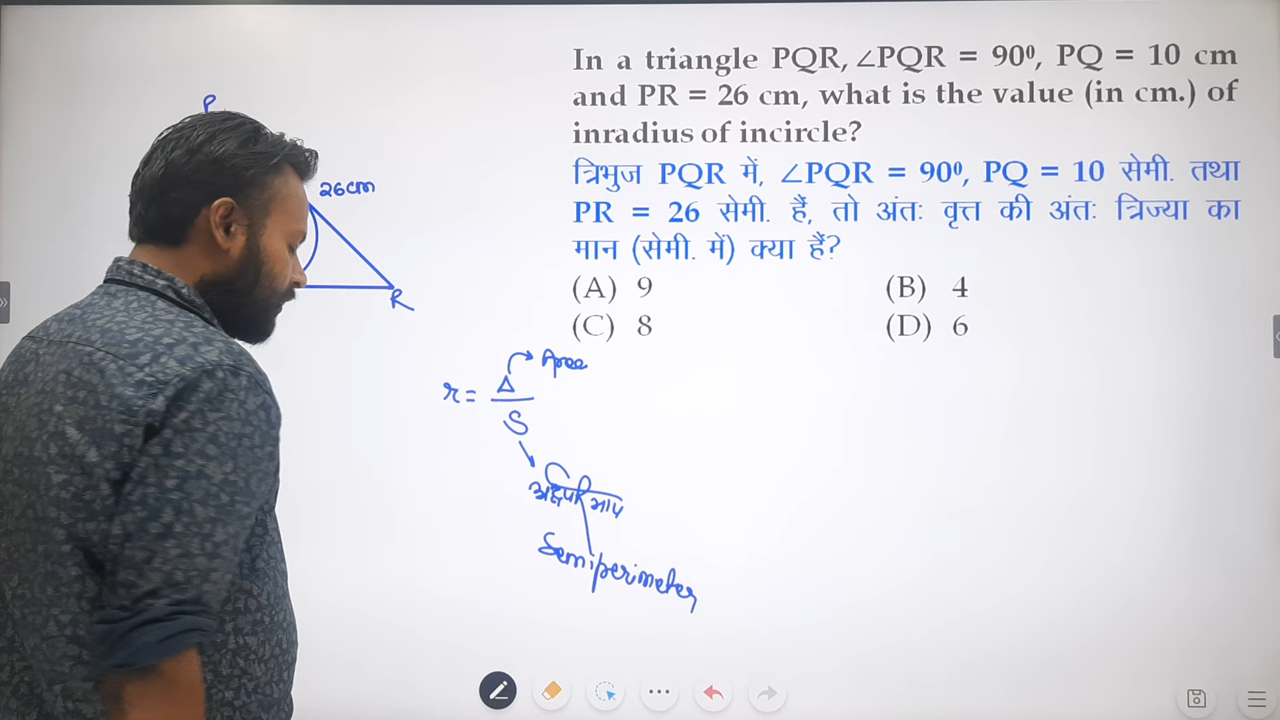 In a triangle PQR, ∠PQR = 90⁰, PQ = 10 cm
and PR = 26 cm, what is the value (in cm.) of
inradius of incircle?
त्रिभुज PQR में, ∠PQR = 90⁰, PQ = 10 सेमी. तथा
PR = 26 सेमी. हैं, तो अंतः वृत्त की अंतः त्रिज्या का
मान (सेमी. में) क्या हैं?
(A) 9 (B) 4
(C) 8 (D) 6
P
26cm
R
r = Δ/S
Area
Semiperimeter